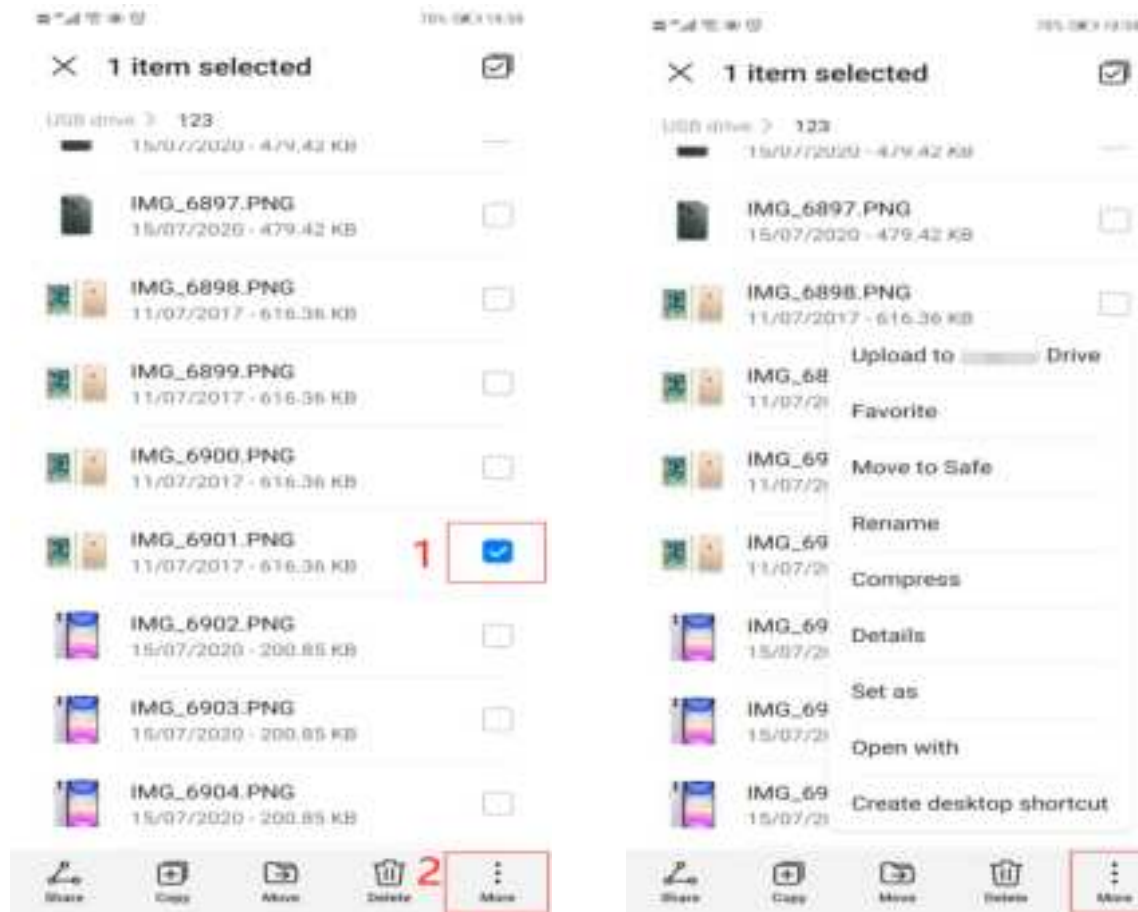 1 item selected
USB drive > 123
15/07/2020 - 479.42 KB
IMG_6897.PNG
15/07/2020 - 479.42 KB
IMG_6898.PNG
11/07/2017 - 616.36 KB
IMG_6899.PNG
11/07/2017 - 616.36 KB
IMG_6900.PNG
11/07/2017 - 616.36 KB
IMG_6901.PNG
11/07/2017 - 616.36 KB
1
IMG_6902.PNG
15/07/2020 - 200.85 KB
IMG_6903.PNG
15/07/2020 - 200.85 KB
IMG_6904.PNG
15/07/2020 - 200.85 KB
2
Share Copy Move Delete More
1 item selected
USB drive > 123
15/07/2020 - 479.42 KB
IMG_6897.PNG
15/07/2020 - 479.42 KB
IMG_6898.PNG
11/07/2017 - 616.36 KB
IMG_68
11/07/2
IMG_69
11/07/2
IMG_69
11/07/2
IMG_69
15/07/2
IMG_69
15/07/2
IMG_69
15/07/2
Upload to Drive
Favorite
Move to Safe
Rename
Compress
Details
Set as
Open with
Create desktop shortcut
Share Copy Move Delete More